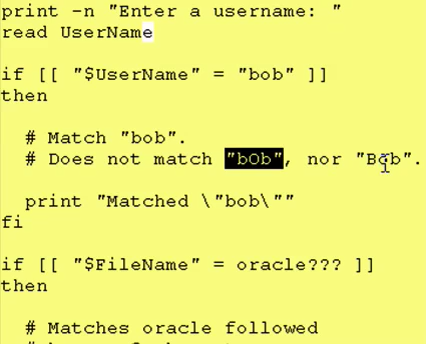 print -n "Enter a username: "
read UserName
if [[ "$UserName" = "bob" ]]
then
# Match "bob".
# Does not match "bOb", nor "Bob".
print "Matched \"bob\""
fi
if [[ "$FileName" = oracle??? ]]
then
# Matches oracle followed